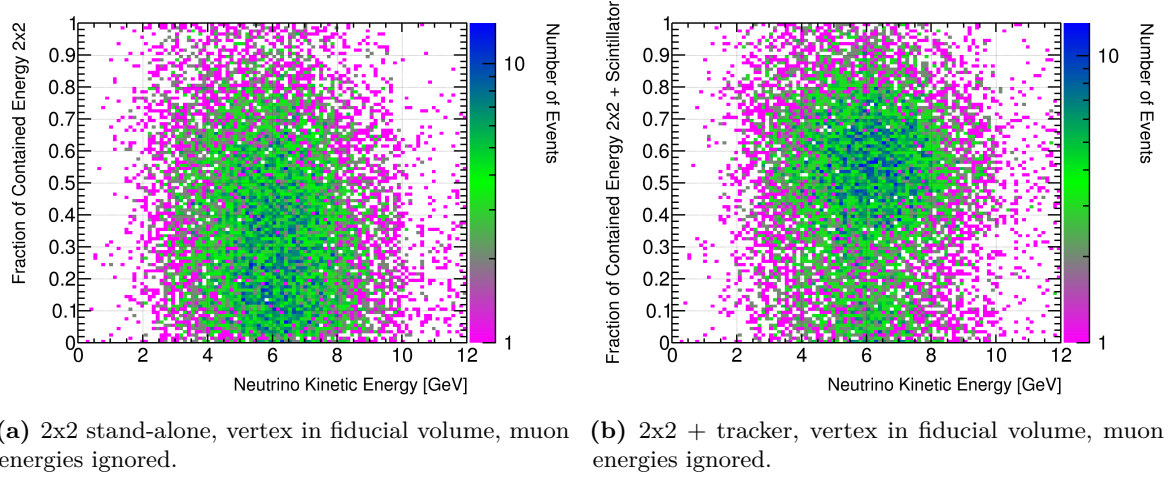 Fraction of Contained Energy 2x2
1
0.9
0.8
0.7
0.6
0.5
0.4
0.3
0.2
0.1
0
0 2 4 6 8 10 12
Neutrino Kinetic Energy [GeV]
10
1
Number of Events
Fraction of Contained Energy 2x2 + Scintillator
1
0.9
0.8
0.7
0.6
0.5
0.4
0.3
0.2
0.1
0
0 2 4 6 8 10 12
Neutrino Kinetic Energy [GeV]
10
1
Number of Events
(a) 2x2 stand-alone, vertex in fiducial volume, muon
energies ignored.
(b) 2x2 + tracker, vertex in fiducial volume, muon
energies ignored.